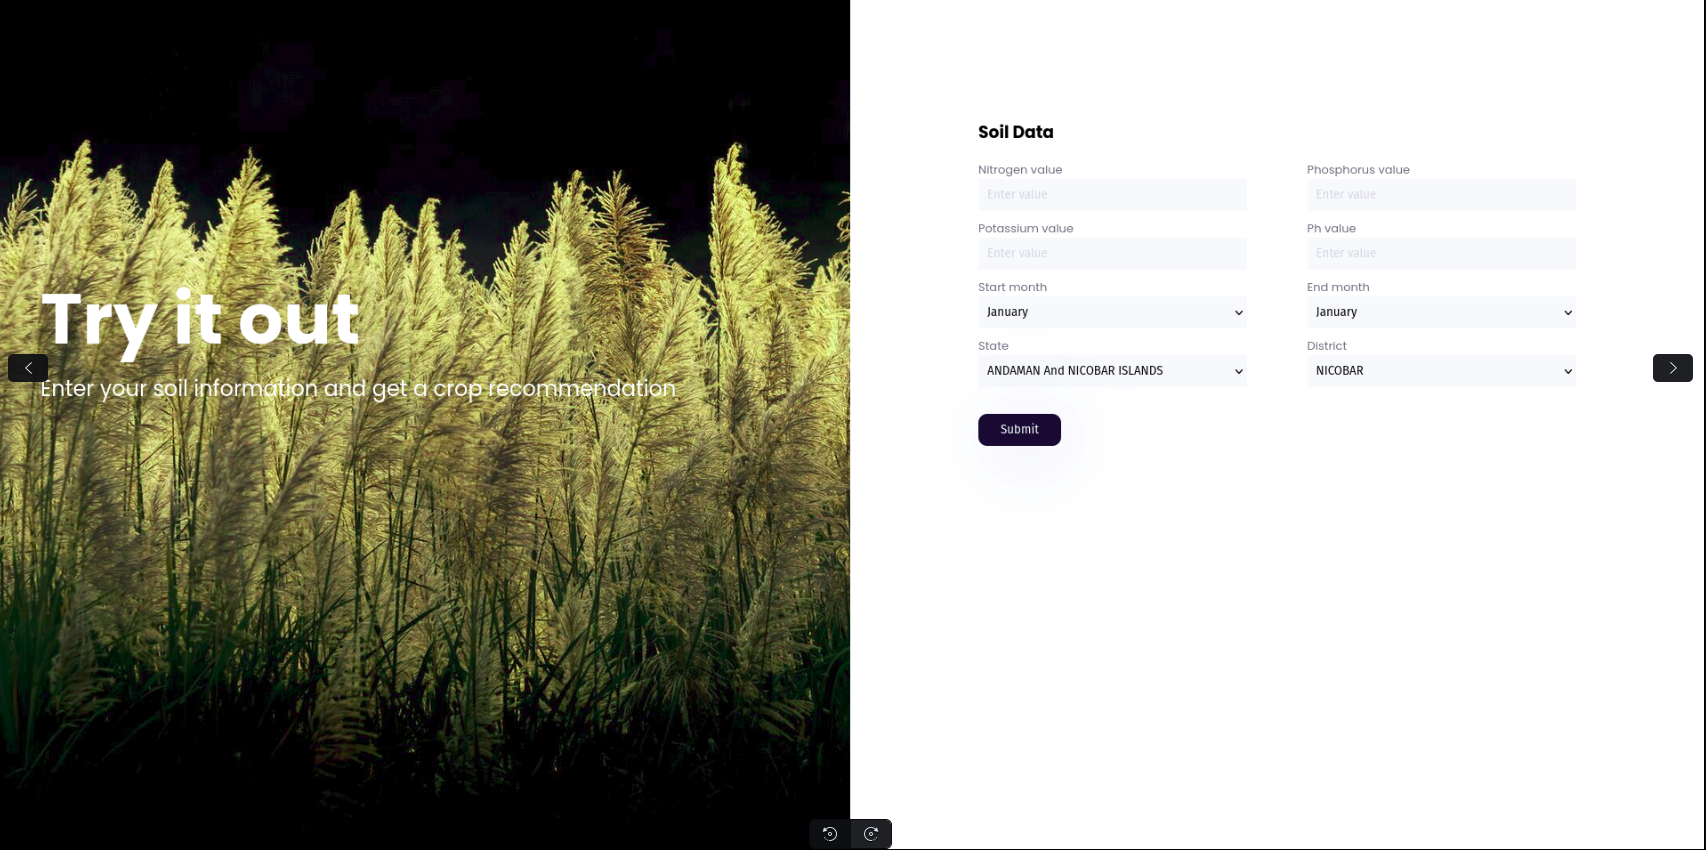 Try it out
Enter your soil information and get a crop recommendation
Soil Data
Nitrogen value
Phosphorus value
Enter value
Enter value
Potassium value
Ph value
Enter value
Enter value
Start month
End month
January
January
State
District
ANDAMAN And NICOBAR ISLANDS
NICOBAR
Submit